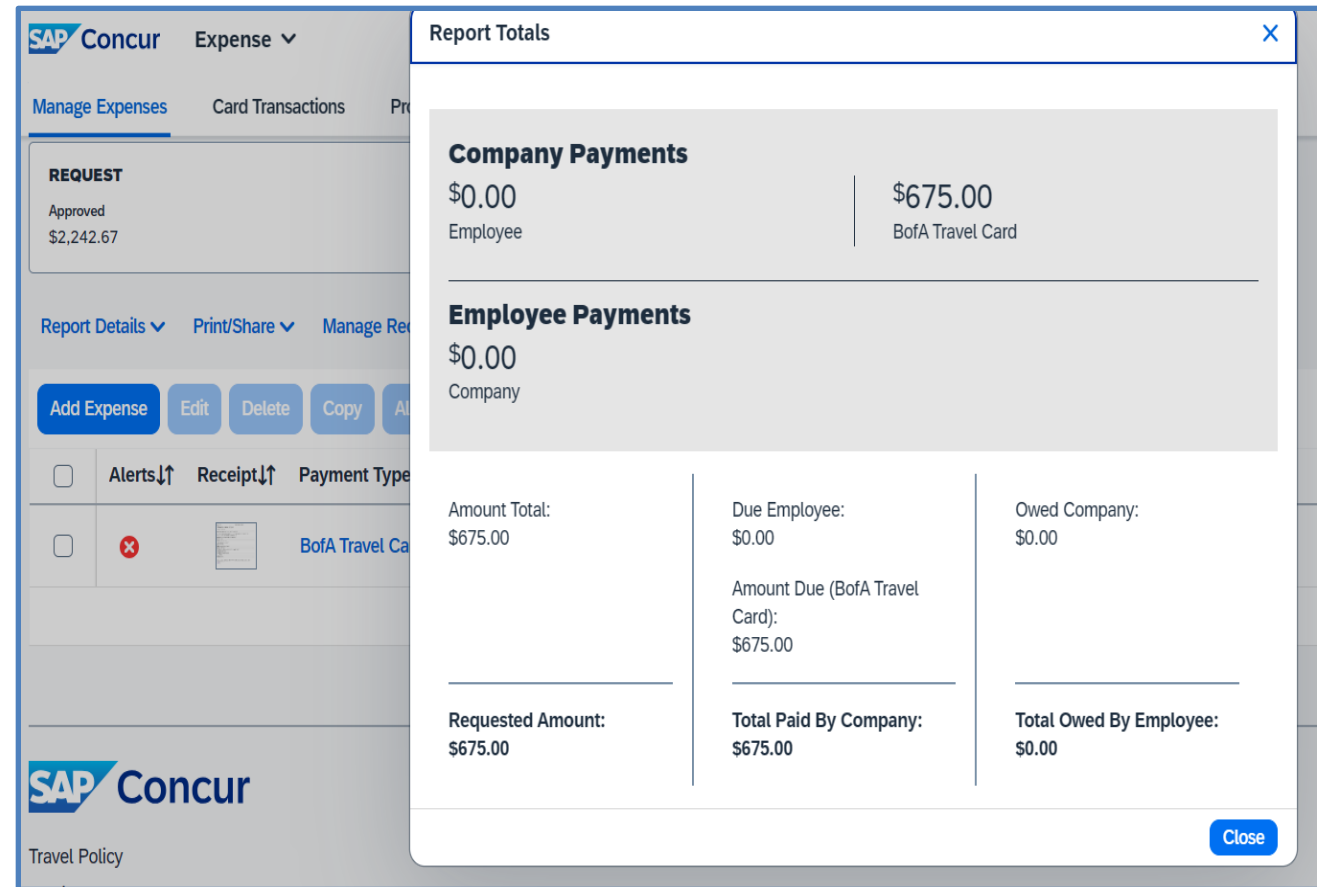 SAP Concur Expense
Manage Expenses Card Transactions
REQUEST
Approved
$2,242.67
Report Details Print/Share Manage
Add Expense Edit Delete Copy
Alerts Receipt Payment Type
BofA Travel
SAP Concur
Travel Policy
Report Totals
Company Payments
$0.00
Employee
$675.00
BofA Travel Card
Employee Payments
$0.00
Company
Amount Total:
$675.00
Due Employee:
$0.00
Amount Due (BofA Travel
Card):
$675.00
Owed Company:
$0.00
Requested Amount:
$675.00
Total Paid By Company:
$675.00
Total Owed By Employee:
$0.00
Close